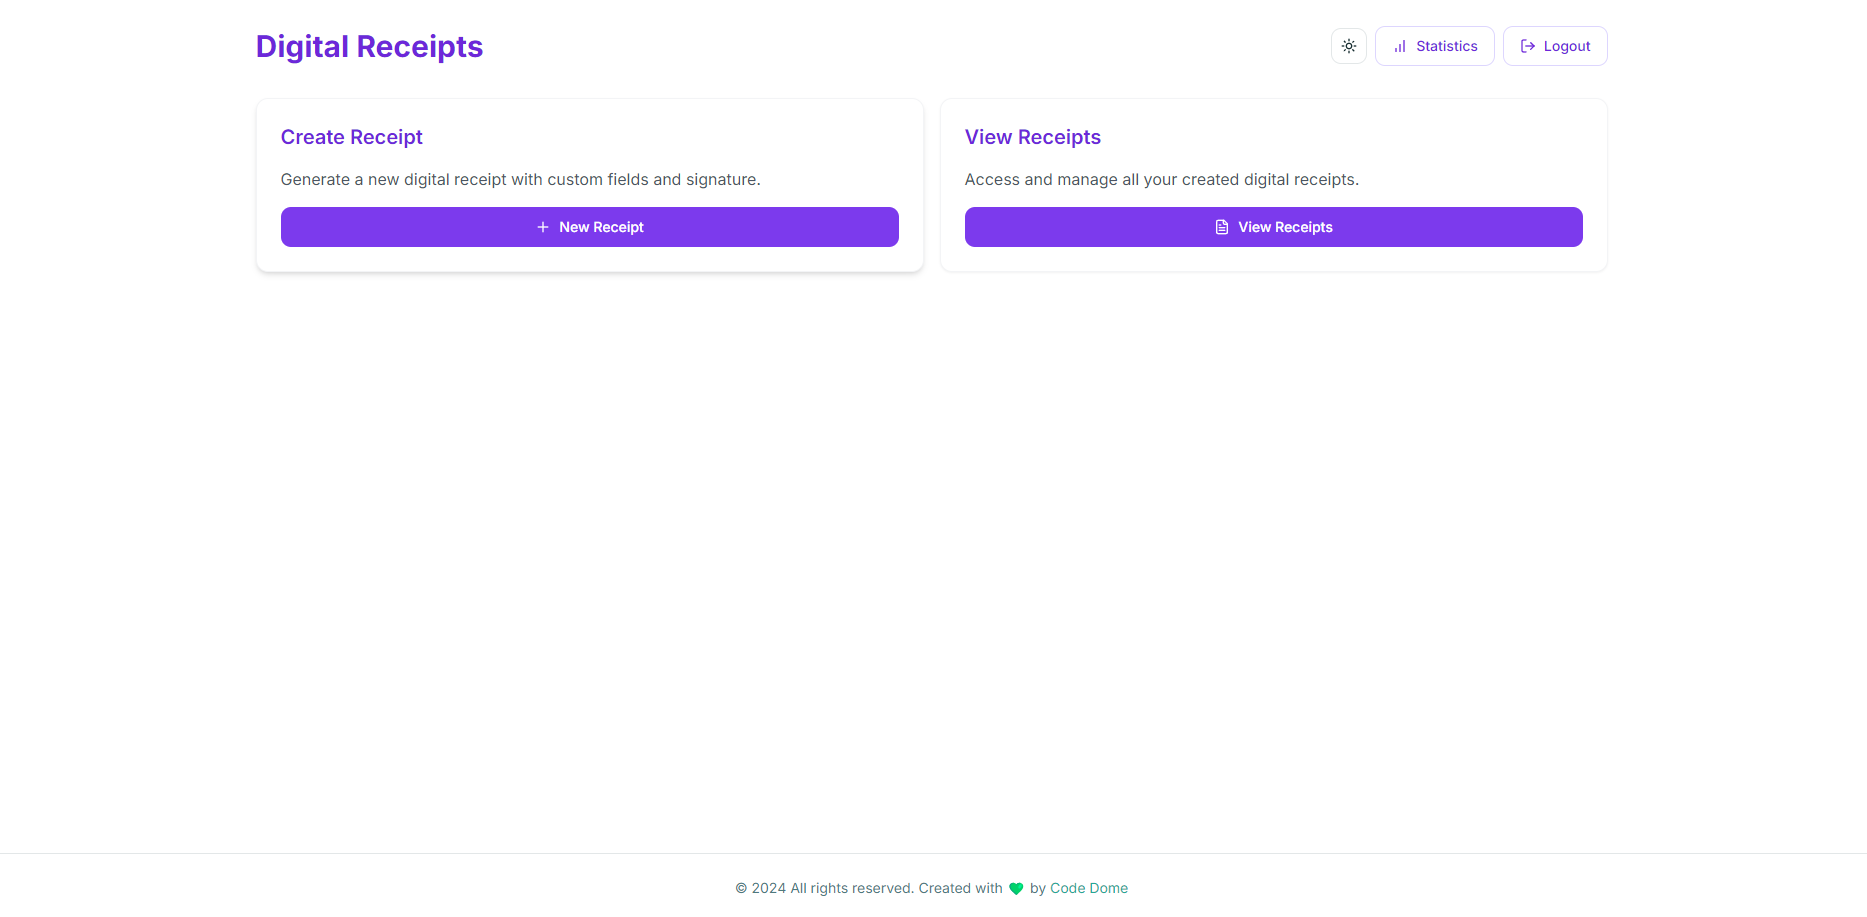 Digital Receipts
Statistics
Logout
Create Receipt
Generate a new digital receipt with custom fields and signature.
New Receipt
View Receipts
Access and manage all your created digital receipts.
View Receipts
© 2024 All rights reserved. Created with 💚 by Code Dome